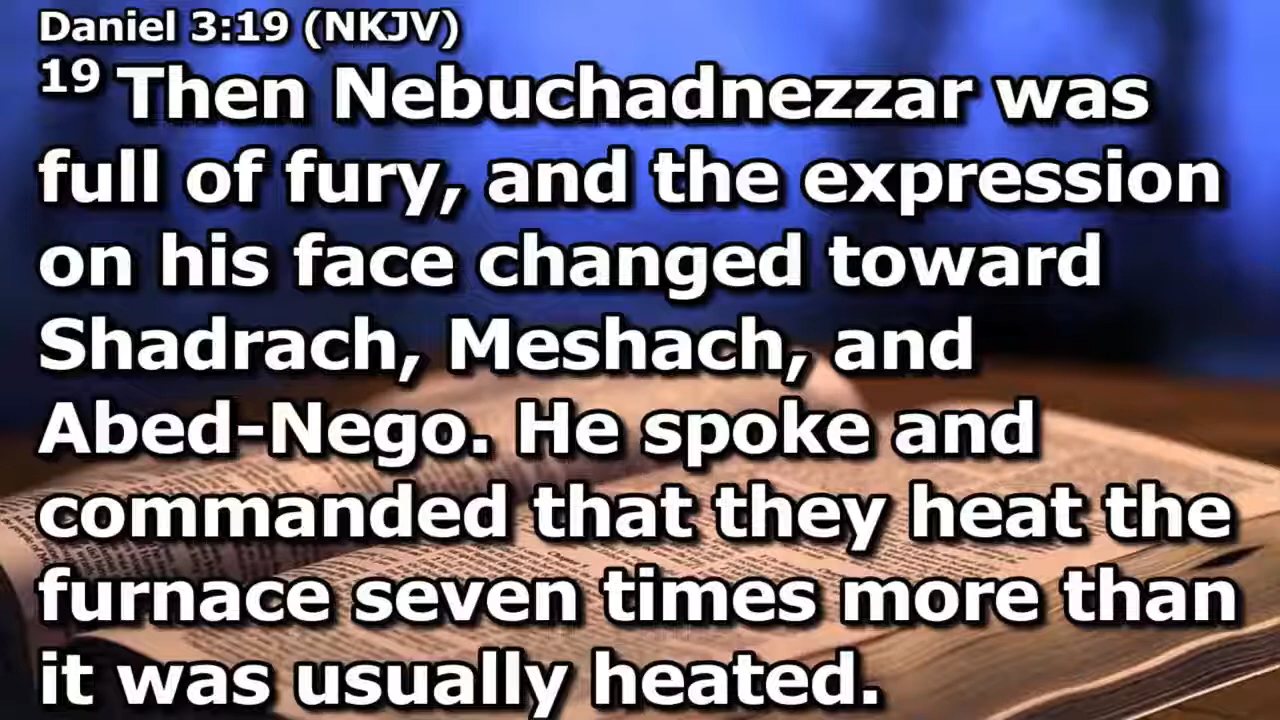 Daniel 3:19 (NKJV)
19 Then Nebuchadnezzar was
full of fury, and the expression
on his face changed toward
Shadrach, Meshach, and
Abed-Nego. He spoke and
commanded that they heat the
furnace seven times more than
it was usually heated.